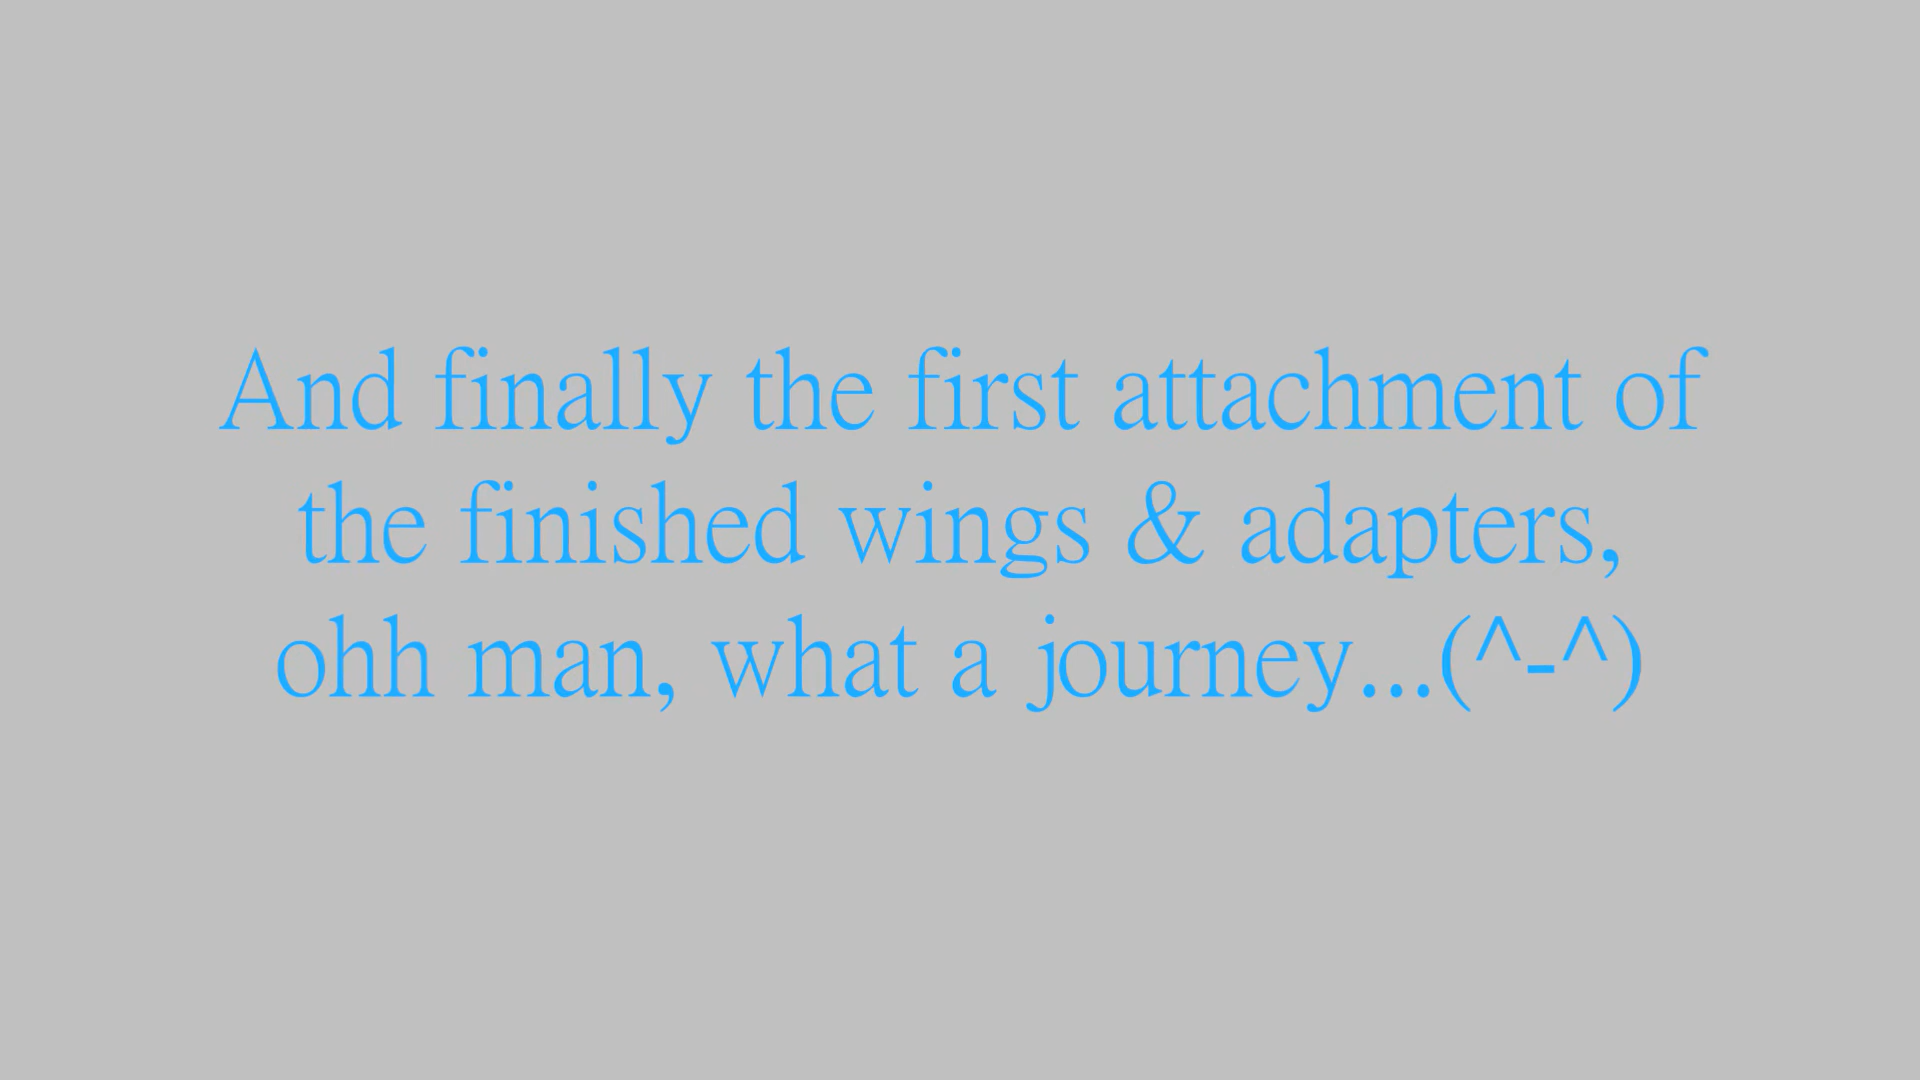 And finally the first attachment of
the finished wings & adapters,
ohh man, what a journey...(^-^)